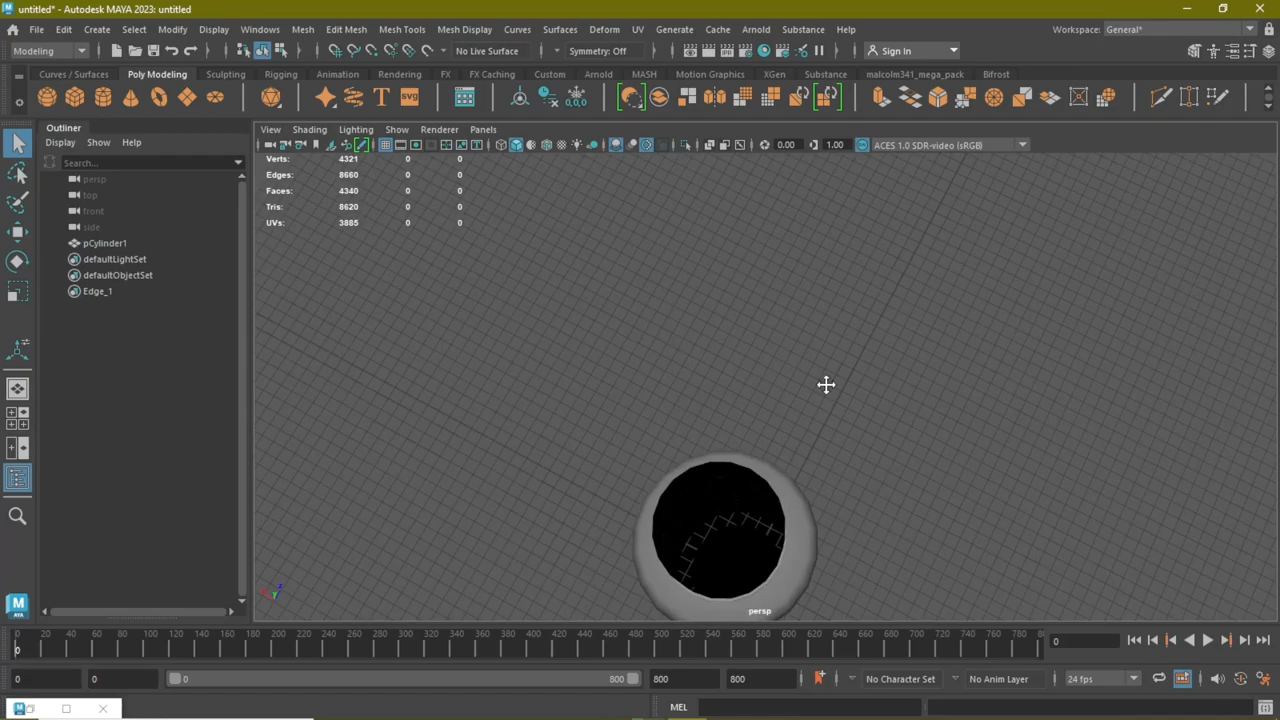 untitled* - Autodesk MAYA 2023: untitled
File Edit Create Select Modify Display Windows Mesh Edit Mesh Mesh Tools Mesh Display Curves Surfaces Deform UV Generate Cache Arnold Substance Help Workspace: General*
Modeling No Live Surface Symmetry: Off Sign In
Curves / Surfaces Poly Modeling Sculpting Rigging Animation Rendering FX FX Caching Custom Arnold MASH Motion Graphics XGen Substance malcolm341_mega_pack Bifrost
Outliner
Display Show Help
Search...
persp
top
front
side
pCylinder1
defaultLightSet
defaultObjectSet
Edge_1
View Shading Lighting Show Renderer Panels
0.00 1.00 ACES 1.0 SDR-video (sRGB)
Verts: 4321 0 0
Edges: 8660 0 0
Faces: 4340 0 0
Tris: 8620 0 0
UVs: 3885 0 0
persp
0 20 40 60 80 100 120 140 160 180 200 220 240 260 280 300 320 340 360 380 400 420 440 460 480 500 520 540 560 580 600 620 640 660 680 700 720 740 760 780 80
0 0
0 0 0 800 800 800 No Character Set No Anim Layer 24 fps
MEL